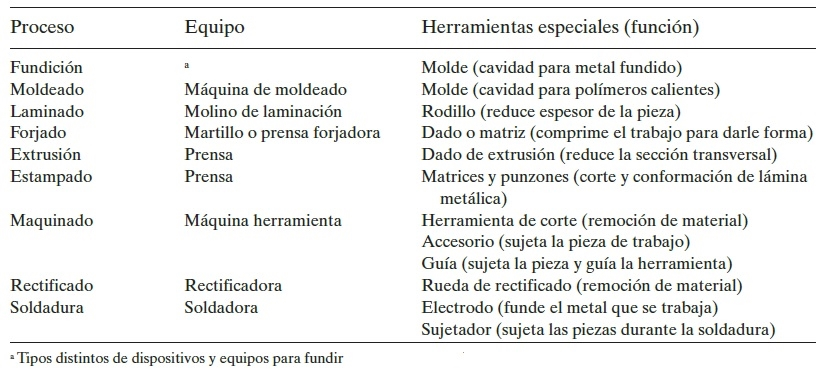 Proceso Equipo Herramientas especiales (función)
Fundición a Molde (cavidad para metal fundido)
Moldeado Máquina de moldeado Molde (cavidad para polímeros calientes)
Laminado Molino de laminación Rodillo (reduce espesor de la pieza)
Forjado Martillo o prensa forjadora Dado o matriz (comprime el trabajo para darle forma)
Extrusión Prensa Dado de extrusión (reduce la sección transversal)
Estampado Prensa Matrices y punzones (corte y conformación de lámina
metálica)
Maquinado Máquina herramienta Herramienta de corte (remoción de material)
Accesorio (sujeta la pieza de trabajo)
Guía (sujeta la pieza y guía la herramienta)
Rectificado Rectificadora Rueda de rectificado (remoción de material)
Soldadura Soldadora Electrodo (funde el metal que se trabaja)
Sujetador (sujeta las piezas durante la soldadura)
a Tipos distintos de dispositivos y equipos para fundir